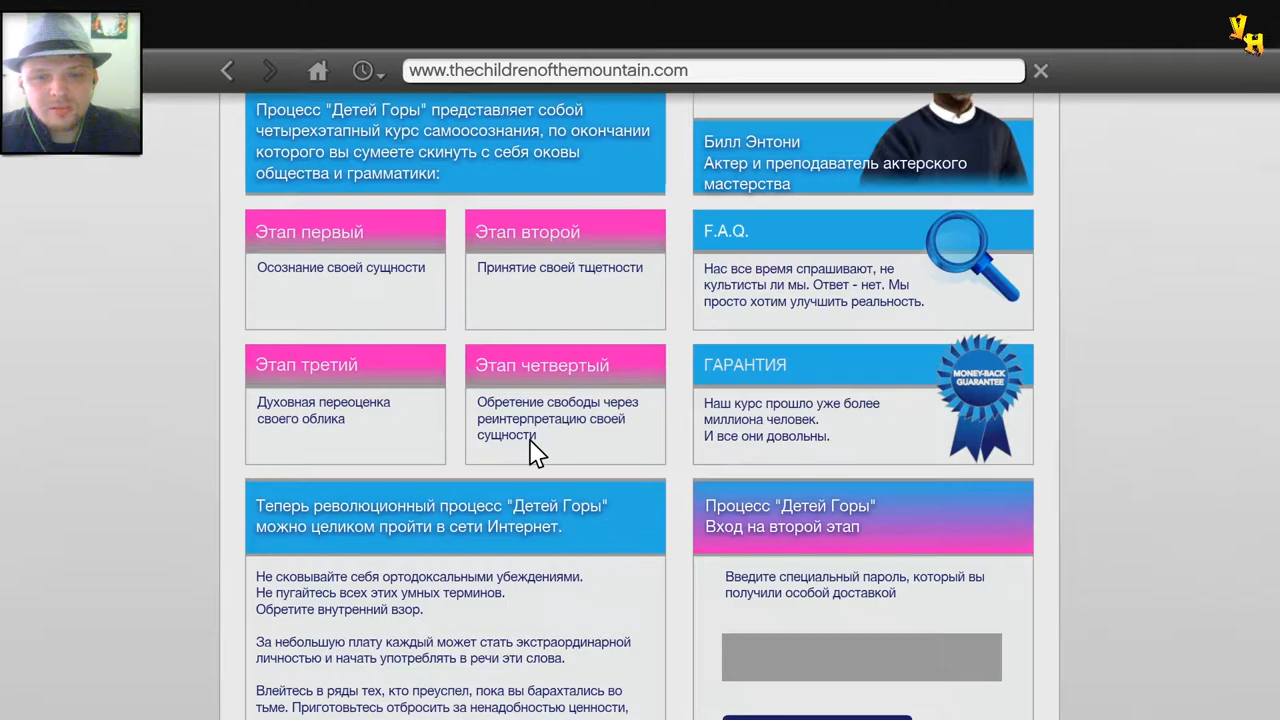 www.thechildrenofthemountain.com
Процесс "Детей Горы" представляет собой
четырехэтапный курс самоосознания, по окончании
которого вы сумеете скинуть с себя оковы
общества и грамматики:
Билл Энтони
Актер и преподаватель актерского
мастерства
Этап первый
Осознание своей сущности
Этап второй
Принятие своей тщетности
F.A.Q.
Нас все время спрашивают, не
культисты ли мы. Ответ - нет. Мы
просто хотим улучшить реальность.
Этап третий
Духовная переоценка
своего облика
Этап четвертый
Обретение свободы через
реинтерпретацию своей
сущности
ГАРАНТИЯ
MONEY-BACK
GUARANTEE
Наш курс прошло уже более
миллиона человек.
И все они довольны.
Теперь революционный процесс "Детей Горы"
можно целиком пройти в сети Интернет.
Не сковывайте себя ортодоксальными убеждениями.
Не пугайтесь всех этих умных терминов.
Обретите внутренний взор.
За небольшую плату каждый может стать экстраординарной
личностью и начать употреблять в речи эти слова.
Влейтесь в ряды тех, кто преуспел, пока вы барахтались во
тьме. Приготовьтесь отбросить за ненадобностью ценности,
Процесс "Детей Горы"
Вход на второй этап
Введите специальный пароль, который вы
получили особой доставкой
YH